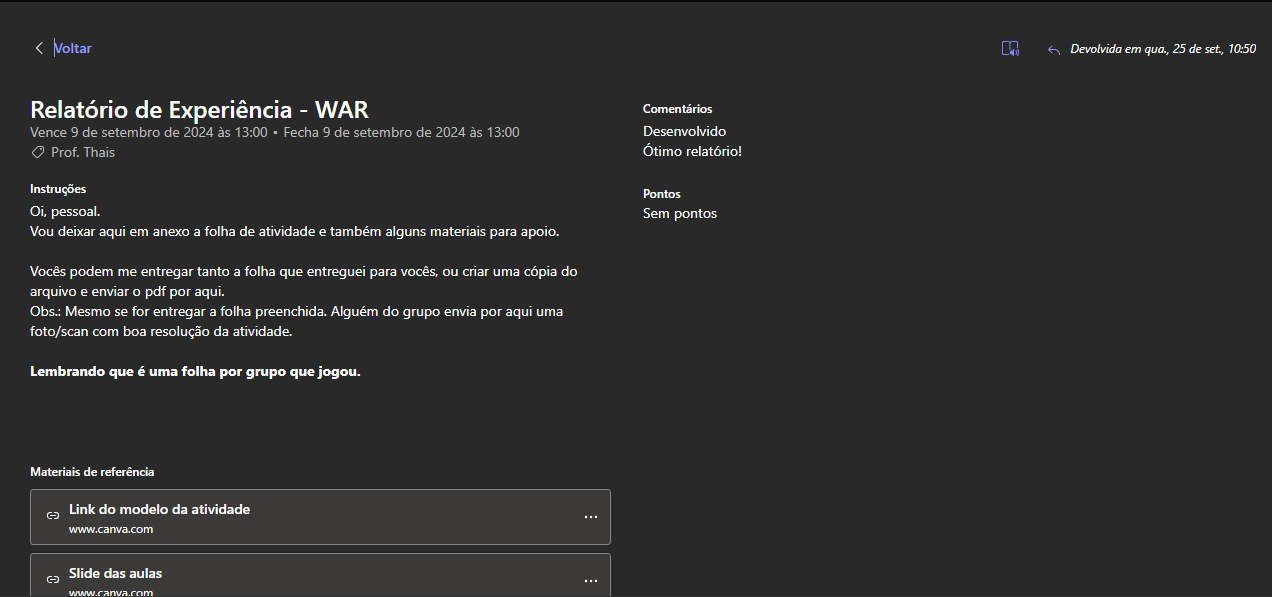 Voltar
Devolvida em qua., 25 de set., 10:50
Relatório de Experiência - WAR
Vence 9 de setembro de 2024 às 13:00 • Fecha 9 de setembro de 2024 às 13:00
Prof. Thais
Instruções
Oi, pessoal.
Vou deixar aqui em anexo a folha de atividade e também alguns materiais para apoio.
Vocês podem me entregar tanto a folha que entreguei para vocês, ou criar uma cópia do
arquivo e enviar o pdf por aqui.
Obs.: Mesmo se for entregar a folha preenchida. Alguém do grupo envia por aqui uma
foto/scan com boa resolução da atividade.
Lembrando que é uma folha por grupo que jogou.
Materiais de referência
Link do modelo da atividade
www.canva.com
Slide das aulas
www.canva.com
Comentários
Desenvolvido
Ótimo relatório!
Pontos
Sem pontos